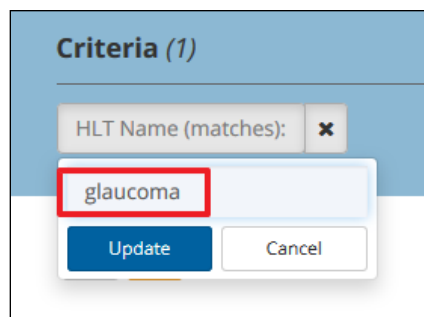 Criteria (1)
HLT Name (matches): ✖
glaucoma
Update Cancel